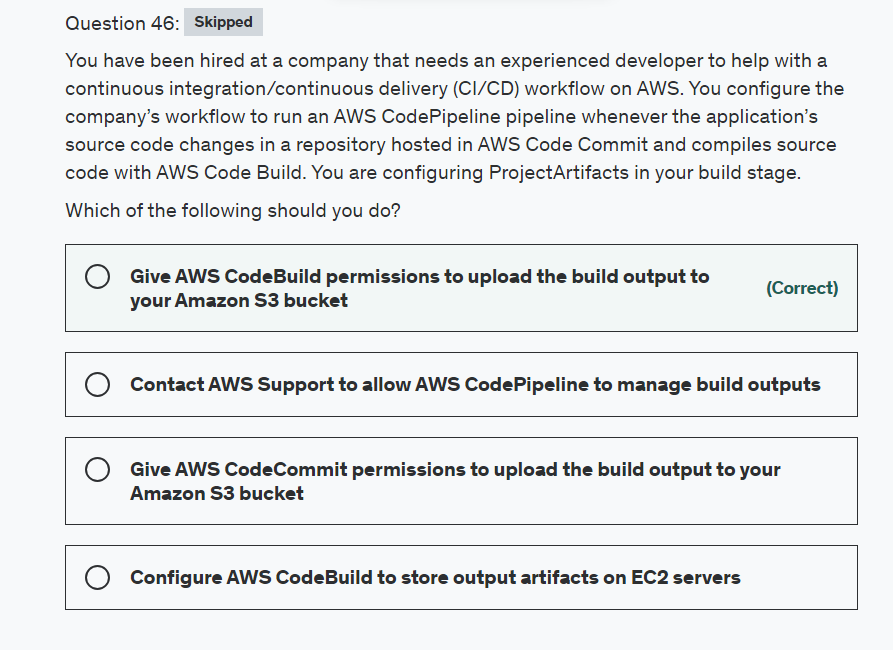 Question 46: Skipped
You have been hired at a company that needs an experienced developer to help with a
continuous integration/continuous delivery (CI/CD) workflow on AWS. You configure the
company's workflow to run an AWS CodePipeline pipeline whenever the application's
source code changes in a repository hosted in AWS Code Commit and compiles source
code with AWS Code Build. You are configuring ProjectArtifacts in your build stage.
Which of the following should you do?
Give AWS CodeBuild permissions to upload the build output to
your Amazon S3 bucket
(Correct)
Contact AWS Support to allow AWS CodePipeline to manage build outputs
Give AWS CodeCommit permissions to upload the build output to your
Amazon S3 bucket
Configure AWS CodeBuild to store output artifacts on EC2 servers